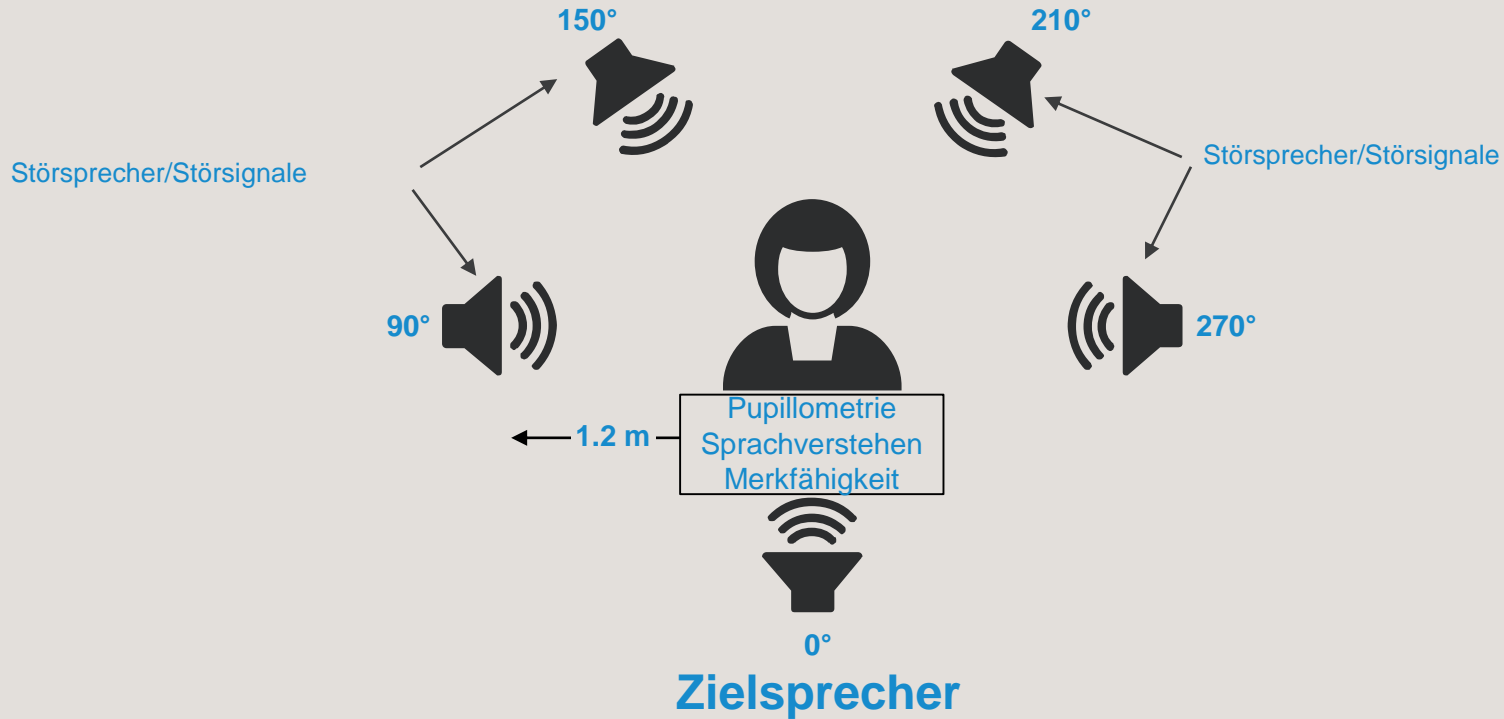 150°
210°
Störsprecher/Störsignale
Störsprecher/Störsignale
90°
270°
Pupillometrie
1.2 m
Sprachverstehen
Merkfähigkeit
0°
Zielsprecher